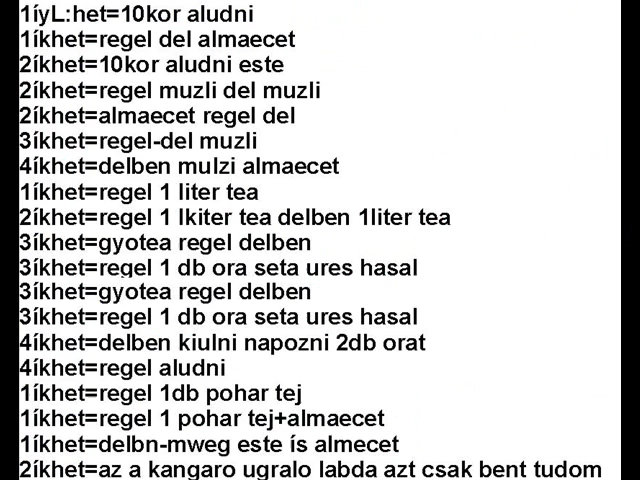 1íyL:het=10kor aludni
1íkhet=regel del almaecet
2íkhet=10kor aludni este
2íkhet=regel muzli del muzli
2íkhet=almaecet regel del
3íkhet=regel-del muzli
4íkhet=delben mulzi almaecet
1íkhet=regel 1 liter tea
2íkhet=regel 1 lkiter tea delben 1liter tea
3íkhet=gyotea regel delben
3íkhet=regel 1 db ora seta ures hasal
3íkhet=gyotea regel delben
3íkhet=regel 1 db ora seta ures hasal
4íkhet=delben kiulni napozni 2db orat
4íkhet=regel aludni
1íkhet=regel 1db pohar tej
1íkhet=regel 1 pohar tej+almaecet
1íkhet=delbn-mweg este ís almecet
2íkhet=az a kangaro ugralo labda azt csak bent tudom